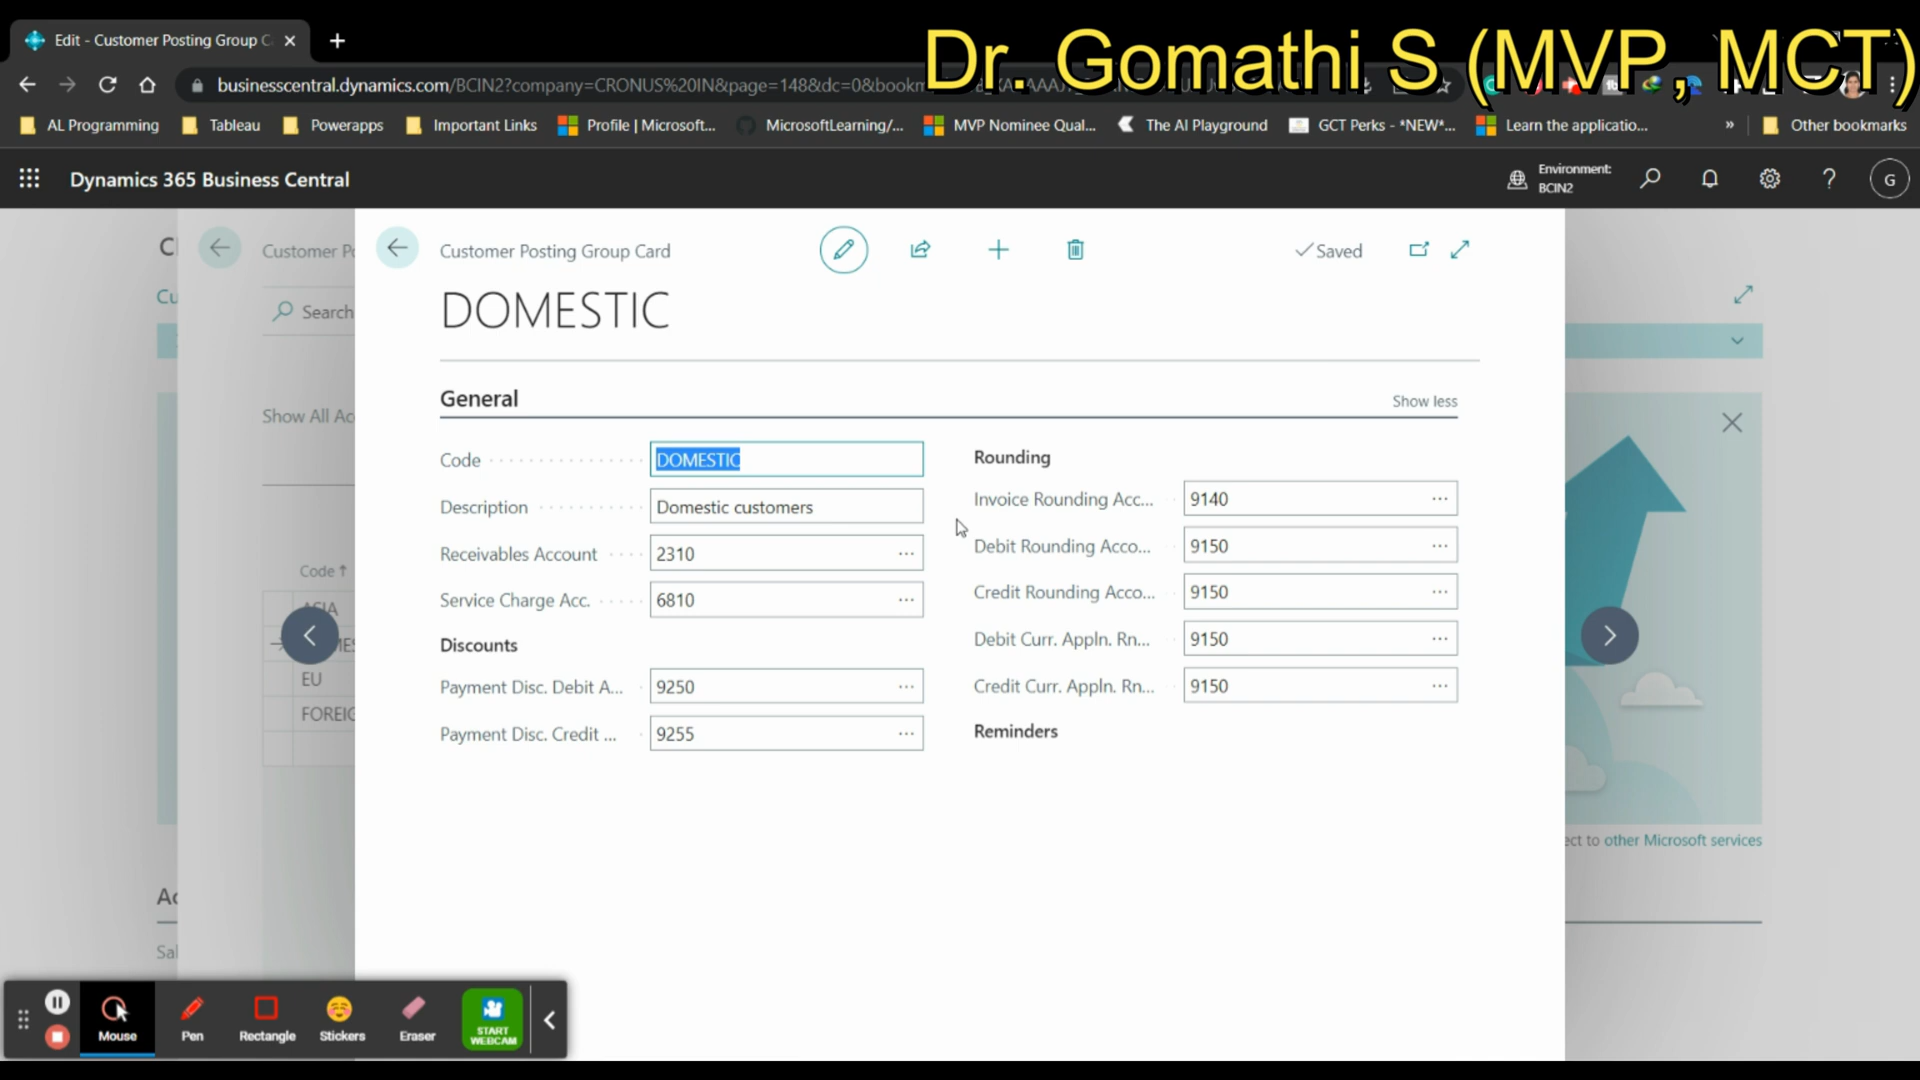 Dr. Gomathi S (MVP, MCT)
Edit - Customer Posting Group C
businesscentral.dynamics.com/BCIN2?company=CRONUS%20IN&page=148&dc=0&bookm
AL Programming
Tableau
Powerapps
Important Links
Profile | Microsoft...
MicrosoftLearning/...
MVP Nominee Qual...
The AI Playground
GCT Perks - *NEW*...
Learn the applicatio...
»
Other bookmarks
Dynamics 365 Business Central
Environment:
BCIN2
G
Cu
Customer Po
Search
Show All Ac
Code ↑
ASIA
EU
FOREIG
Customer Posting Group Card
Saved
DOMESTIC
General
Show less
Code
DOMESTIC
Description
Domestic customers
Receivables Account
2310
Service Charge Acc.
6810
Discounts
Payment Disc. Debit A...
9250
Payment Disc. Credit ...
9255
Rounding
Invoice Rounding Acc...
9140
Debit Rounding Acco...
9150
Credit Rounding Acco...
9150
Debit Curr. Appln. Rn...
9150
Credit Curr. Appln. Rn...
9150
Reminders
ect to other Microsoft services
Sal
Mouse
Pen
Rectangle
Stickers
Eraser
START
WEBCAM